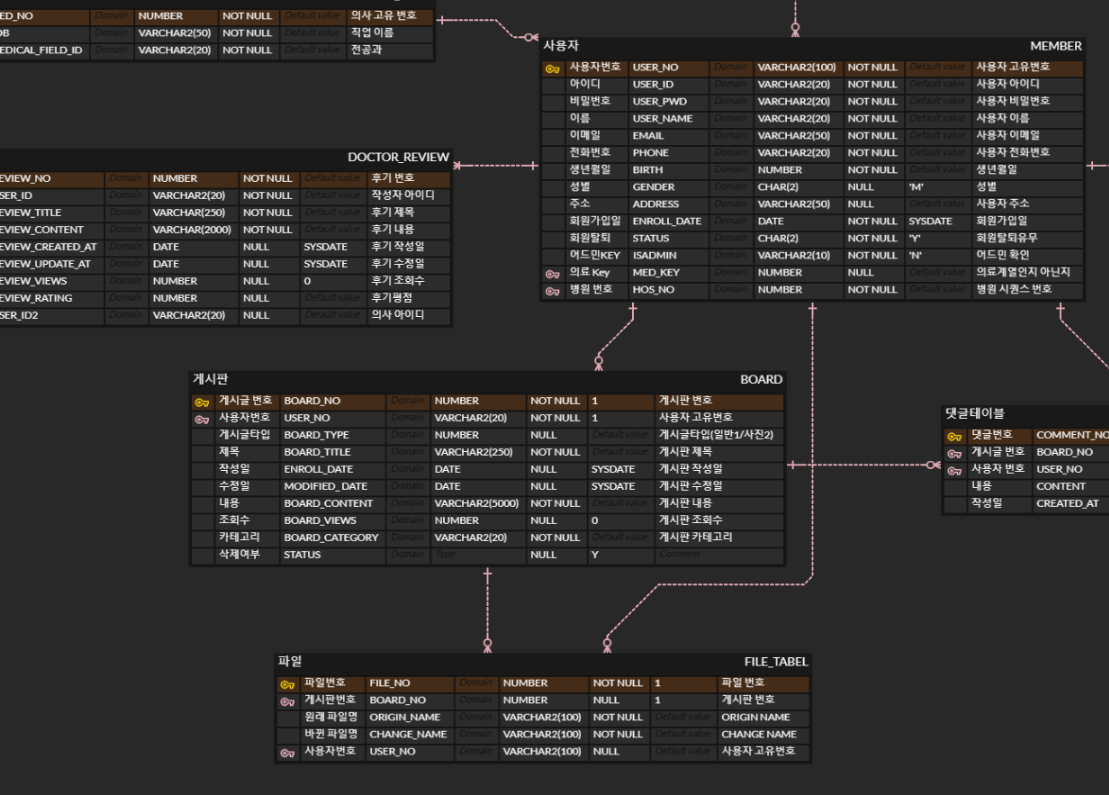 ED_NO Domain NUMBER NOT NULL Default value 의사 고유 번호
OB Domain VARCHAR2(50) NOT NULL Default value 직업 이름
EDICAL_FIELD_ID Domain VARCHAR2(20) NOT NULL Default value 전공과
사용자 MEMBER
사용자번호 USER_NO Domain VARCHAR2(100) NOT NULL Default value 사용자 고유번호
아이디 USER_ID Domain VARCHAR2(20) NOT NULL Default value 사용자 아이디
비밀번호 USER_PWD Domain VARCHAR2(20) NOT NULL Default value 사용자 비밀번호
이름 USER_NAME Domain VARCHAR2(20) NOT NULL Default value 사용자 이름
이메일 EMAIL Domain VARCHAR2(50) NOT NULL Default value 사용자 이메일
전화번호 PHONE Domain VARCHAR2(20) NOT NULL Default value 사용자 전화번호
생년월일 BIRTH Domain NUMBER NOT NULL Default value 생년월일
성별 GENDER Domain CHAR(2) NULL 'M' 성별
주소 ADDRESS Domain VARCHAR2(50) NULL Default value 사용자 주소
회원가입일 ENROLL_DATE Domain DATE NOT NULL SYSDATE 회원가입일
회원탈퇴 STATUS Domain CHAR(2) NOT NULL 'Y' 회원탈퇴유무
어드민KEY ISADMIN Domain VARCHAR2(10) NOT NULL 'N' 어드민 확인
의료 Key MED_KEY Domain NUMBER NULL Default value 의료계열인지 아닌지
병원 번호 HOS_NO Domain NUMBER NOT NULL Default value 병원 시퀀스 번호
DOCTOR_REVIEW
EVIEW_NO Domain NUMBER NOT NULL Default value 후기 번호
SER_ID Domain VARCHAR2(20) NOT NULL Default value 작성자 아이디
EVIEW_TITLE Domain VARCHAR(250) NOT NULL Default value 후기 제목
EVIEW_CONTENT Domain VARCHAR(2000) NOT NULL Default value 후기 내용
EVIEW_CREATED_AT Domain DATE NULL SYSDATE 후기 작성일
EVIEW_UPDATE_AT Domain DATE NULL SYSDATE 후기 수정일
EVIEW_VIEWS Domain NUMBER NULL 0 후기 조회수
EVIEW_RATING Domain NUMBER NULL Default value 후기평점
SER_ID2 Domain VARCHAR2(20) NULL Default value 의사 아이디
게시판 BOARD
게시글 번호 BOARD_NO Domain NUMBER NOT NULL 1 게시판 번호
사용자번호 USER_NO Domain VARCHAR2(20) NOT NULL 1 사용자 고유번호
게시글타입 BOARD_TYPE Domain NUMBER NULL Default value 게시글타입(일반1/사진2)
제목 BOARD_TITLE Domain VARCHAR2(250) NOT NULL Default value 게시판 제목
작성일 ENROLL_DATE Domain DATE NULL SYSDATE 게시판 작성일
수정일 MODIFIED_DATE Domain DATE NULL SYSDATE 게시판 수정일
내용 BOARD_CONTENT Domain VARCHAR2(5000) NOT NULL Default value 게시판 내용
조회수 BOARD_VIEWS Domain NUMBER NULL 0 게시판 조회수
카테고리 BOARD_CATEGORY Domain VARCHAR2(20) NOT NULL Default value 게시판 카테고리
삭제여부 STATUS Domain Type NULL Y Comment
댓글테이블
댓글번호 COMMENT_NO
게시글 번호 BOARD_NO
사용자 번호 USER_NO
내용 CONTENT
작성일 CREATED_AT
파일 FILE_TABEL
파일번호 FILE_NO Domain NUMBER NOT NULL 1 파일 번호
게시판번호 BOARD_NO Domain NUMBER NULL 1 게시판 번호
원래 파일명 ORIGIN_NAME Domain VARCHAR2(100) NOT NULL Default value ORIGIN NAME
바뀐 파일명 CHANGE_NAME Domain VARCHAR2(100) NOT NULL Default value CHANGE NAME
사용자번호 USER_NO Domain VARCHAR2(100) NULL Default value 사용자 고유번호